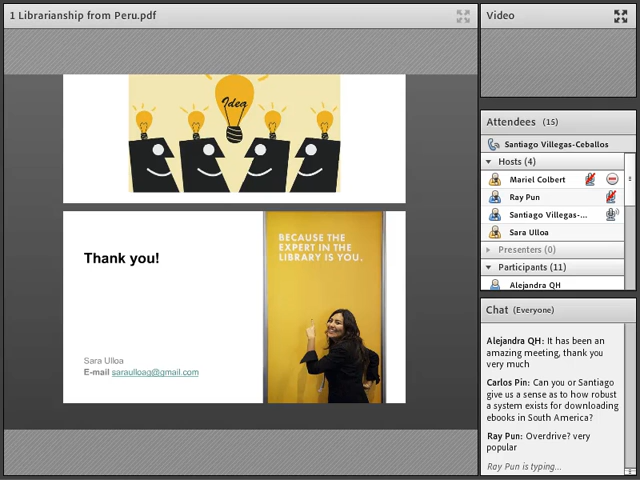 1 Librarianship from Peru.pdf
Idea
Thank you!
BECAUSE THE
EXPERT IN THE
LIBRARY IS YOU.
Sara Ulloa
E-mail saraulloag@gmail.com
Video
Attendees (15)
Santiago Villegas-Ceballos
Hosts (4)
Mariel Colbert
Ray Pun
Santiago Villegas-...
Sara Ulloa
Presenters (0)
Participants (11)
Alejandra QH
Chat (Everyone)
Alejandra QH: It has been an
amazing meeting, thank you
very much
Carlos Pin: Can you or Santiago
give us a sense as to how robust
a system exists for downloading
ebooks in South America?
Ray Pun: Overdrive? very
popular
Ray Pun is typing...